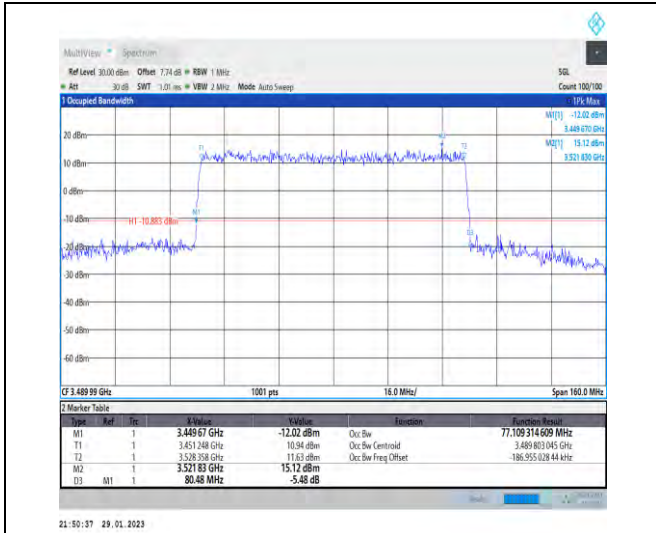 MultiView Spectrum
Ref Level 30.00 dBm Offset 7.74 dB RBW 1 MHz SGL
Att 30 dB SWT 1.01 ms VBW 2 MHz Mode Auto Sweep Count 100/100
1 Occupied Bandwidth 1Pk Max
M1[1] -12.02 dBm
3.449 670 GHz
M2[1] 15.12 dBm
3.521 830 GHz
20 dBm
10 dBm
0 dBm
-10 dBm
H1 -10.883 dBm
-20 dBm
-30 dBm
-40 dBm
-50 dBm
-60 dBm
T1
M2
T2
M1
D3
CF 3.489 99 GHz 1001 pts 16.0 MHz/ Span 160.0 MHz
2 Marker Table
Type Ref Trc X-Value Y-Value Function Function Result
M1 1 3.449 67 GHz -12.02 dBm Occ Bw 77.109 314 609 MHz
T1 1 3.451 248 GHz 10.94 dBm Occ Bw Centroid 3.489 803 045 GHz
T2 1 3.528 358 GHz 11.63 dBm Occ Bw Freq Offset -186.955 028 44 kHz
M2 1 3.521 83 GHz 15.12 dBm
D3 M1 1 80.48 MHz -5.48 dB
21:50:37 29.01.2023